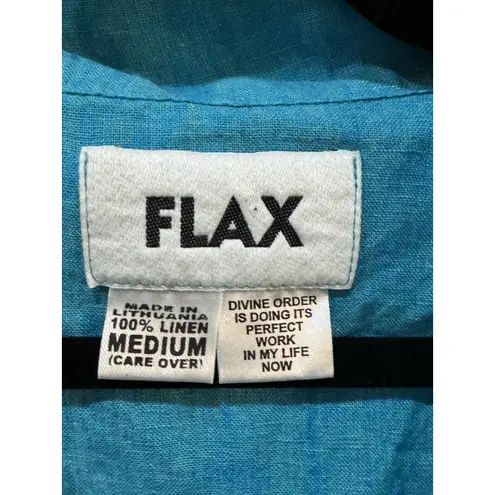 FLAX
MADE IN
LITHUANIA
100% LINEN
MEDIUM
(CARE OVER)
DIVINE ORDER
IS DOING ITS
PERFECT
WORK
IN MY LIFE
NOW